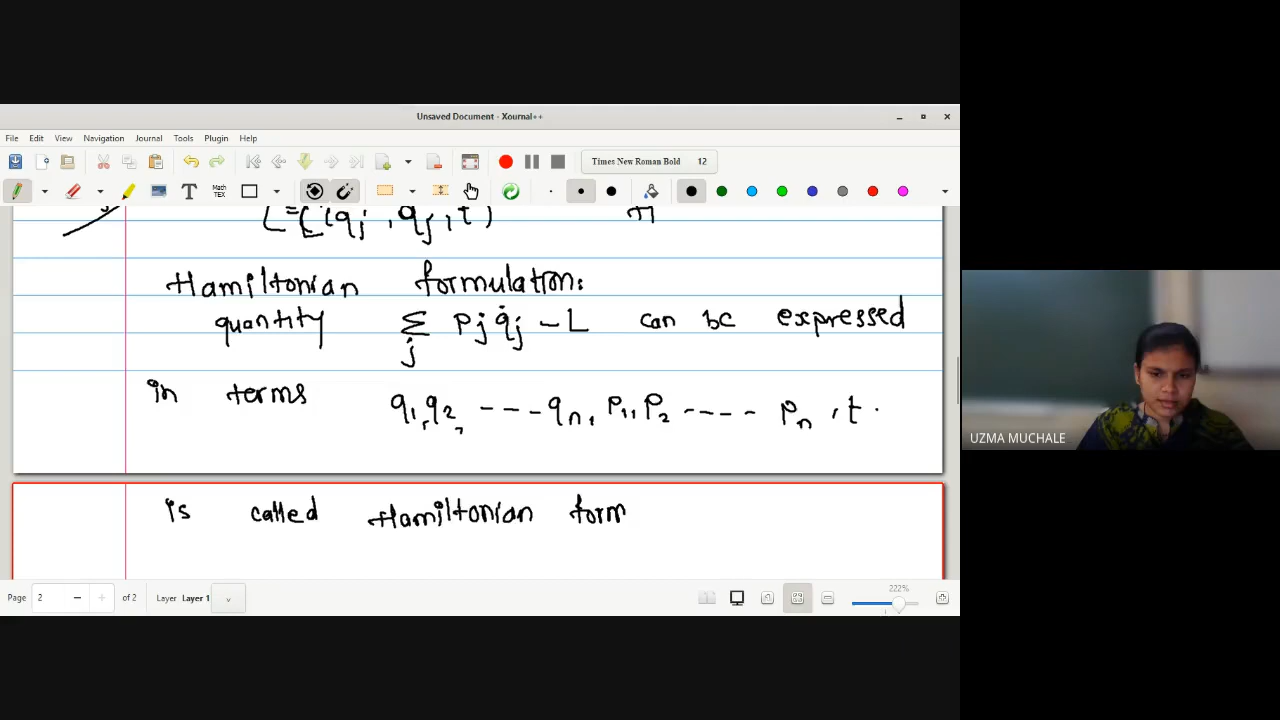 Unsaved Document - Xournal++
File Edit View Navigation Journal Tools Plugin Help
Times New Roman Bold 12
L = L(qj, q̇j, t)
Hamiltonian formulation:
quantity Σj pj q̇j - L can be expressed
in terms q1, q2, ---- qn, p1, p2 ---- pn, t.
is called Hamiltonian form
Page 2 of 2 Layer Layer 1 222%
UZMA MUCHALE